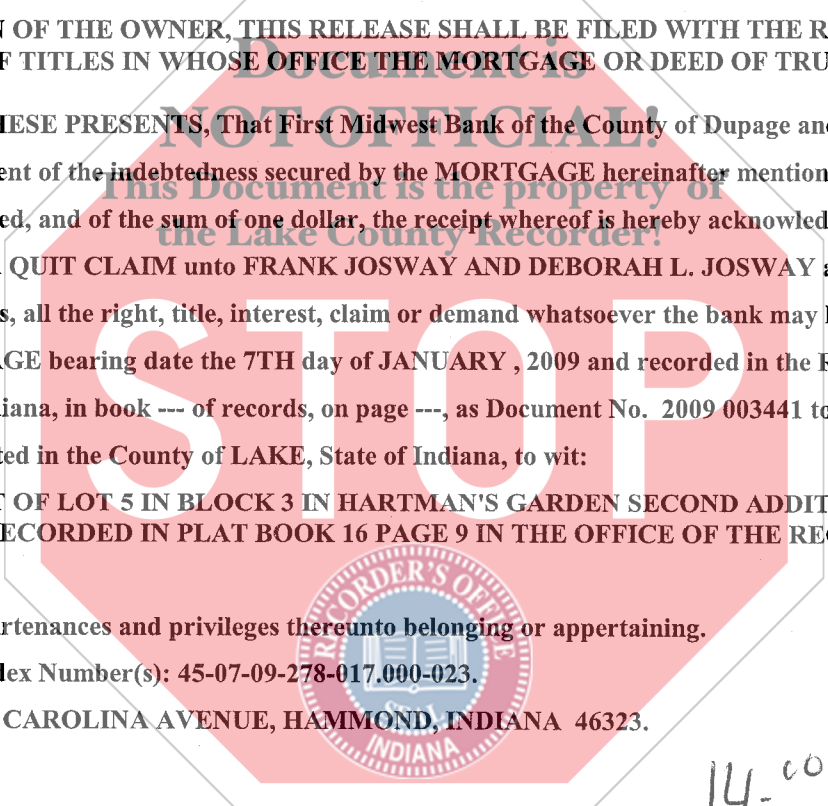 OF THE OWNER, THIS RELEASE SHALL BE FILED WITH THE R
F TITLES IN WHOSE OFFICE THE MORTGAGE OR DEED OF TRU
Document is
NOT OFFICIAL!
This Document is the property of
the Lake County Recorder!
HESE PRESENTS, That First Midwest Bank of the County of Dupage and
ent of the indebtedness secured by the MORTGAGE hereinafter mention
ed, and of the sum of one dollar, the receipt whereof is hereby acknowled
QUIT CLAIM unto FRANK JOSWAY AND DEBORAH L. JOSWAY a
s, all the right, title, interest, claim or demand whatsoever the bank may
AGE bearing date the 7TH day of JANUARY , 2009 and recorded in the R
iana, in book --- of records, on page ---, as Document No. 2009 003441 to
ted in the County of LAKE, State of Indiana, to wit:
STOP
T OF LOT 5 IN BLOCK 3 IN HARTMAN'S GARDEN SECOND ADDIT
ECORDED IN PLAT BOOK 16 PAGE 9 IN THE OFFICE OF THE REC
rtenances and privileges thereunto belonging or appertaining.
dex Number(s): 45-07-09-278-017.000-023.
CAROLINA AVENUE, HAMMOND, INDIANA 46323.
RECORDER'S OFFICE
SEAL
INDIANA
14.00